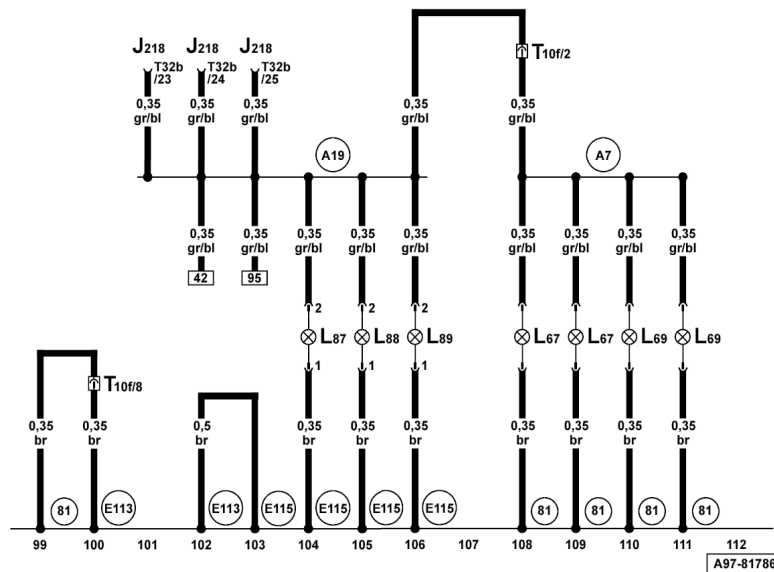 J218 J218 J218
T32b T32b T32b
/23 /24 /25
T10f/2
0,35 0,35 0,35 0,35 0,35
gr/bl gr/bl gr/bl gr/bl gr/bl
A19 A7
0,35 0,35 0,35 0,35 0,35 0,35 0,35 0,35 0,35
gr/bl gr/bl gr/bl gr/bl gr/bl gr/bl gr/bl gr/bl gr/bl
42 95
2 2 2
L87 L88 L89 L67 L67 L69 L69
1 1 1
T10f/8
0,35 0,35 0,5 0,35 0,35 0,35 0,35 0,35 0,35 0,35
br br br br br br br br br br
81 E113 E113 E115 E115 E115 E115 81 81 81 81
99 100 101 102 103 104 105 106 107 108 109 110 111 112
A97-81786